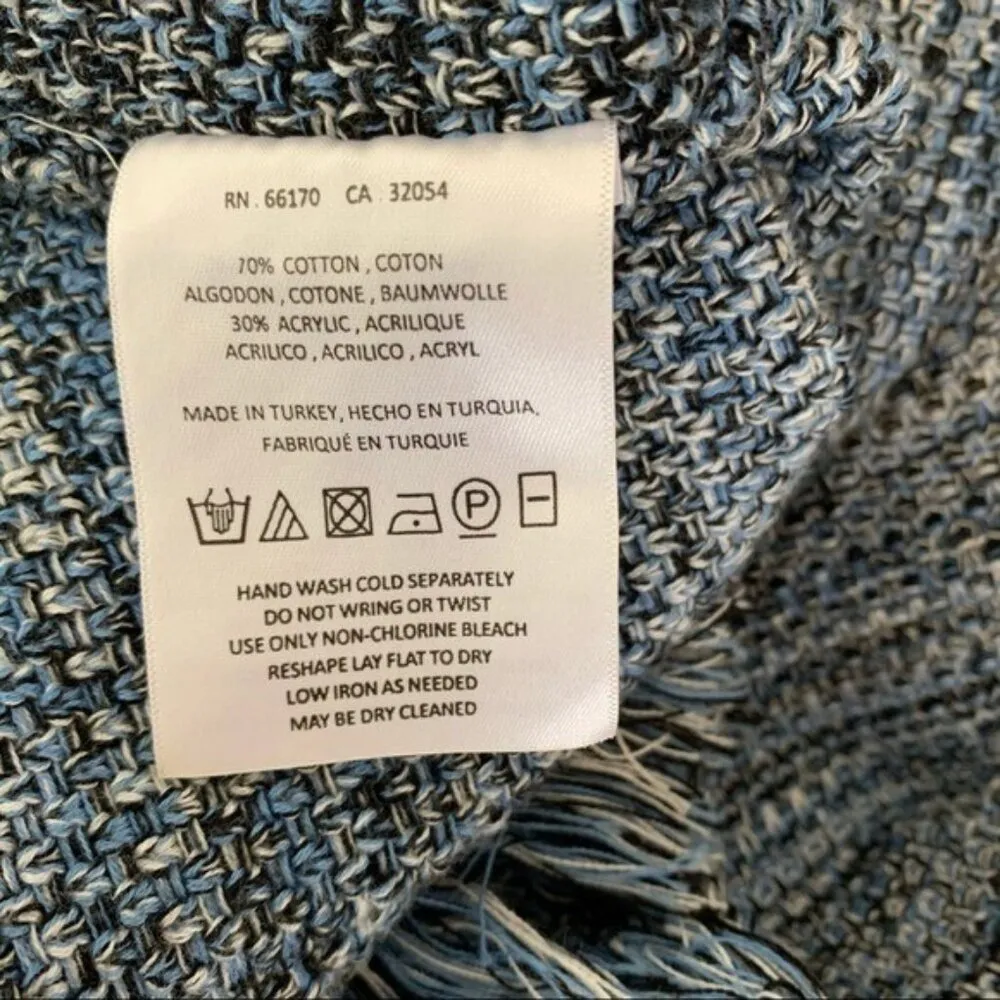 RN . 66170 CA . 32054
70% COTTON , COTON
ALGODON , COTONE , BAUMWOLLE
30% ACRYLIC , ACRILIQUE
ACRILICO , ACRILICO , ACRYL
MADE IN TURKEY, HECHO EN TURQUIA,
FABRIQUÉ EN TURQUIE
P
HAND WASH COLD SEPARATELY
DO NOT WRING OR TWIST
USE ONLY NON-CHLORINE BLEACH
RESHAPE LAY FLAT TO DRY
LOW IRON AS NEEDED
MAY BE DRY CLEANED